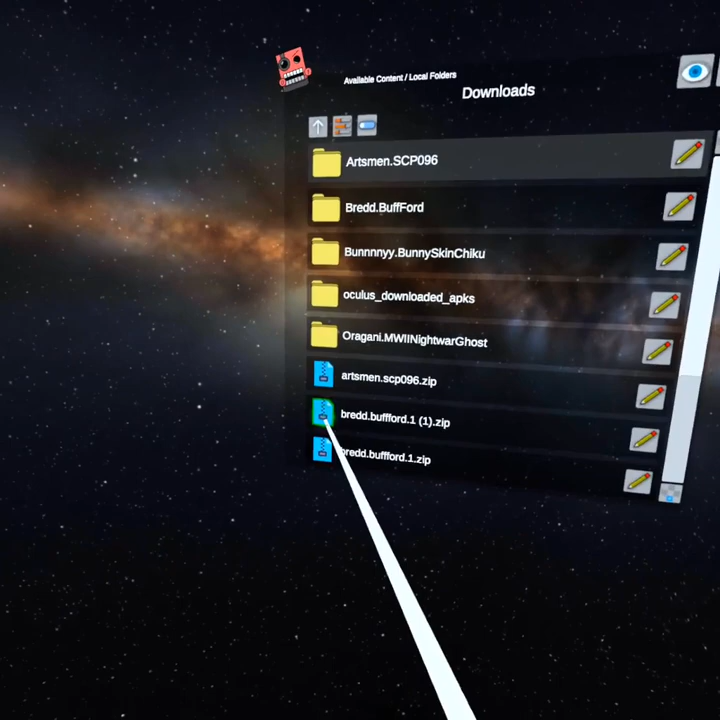 Available Content / Local Folders
Downloads
Artsmen.SCP096
Bredd.BuffFord
Bunnnnyy.BunnySkinChiku
oculus_downloaded_apks
Oragani.MWIINightwarGhost
artsmen.scp096.zip
bredd.buffford.1 (1).zip
bredd.buffford.1.zip